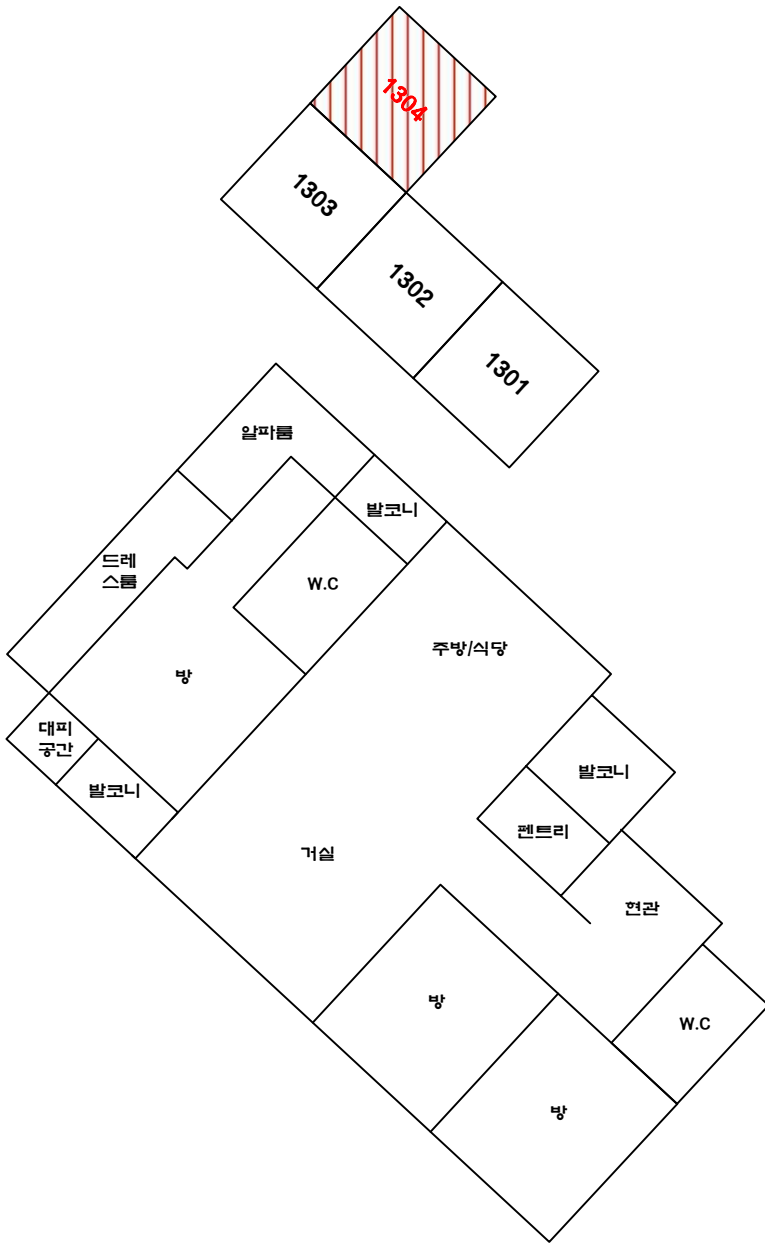 1304
1303
1302
1301
알파룸
발코니
드레
스룸
W.C
주방/식당
방
대피
공간
발코니
발코니
펜트리
거실
현관
방
W.C
방